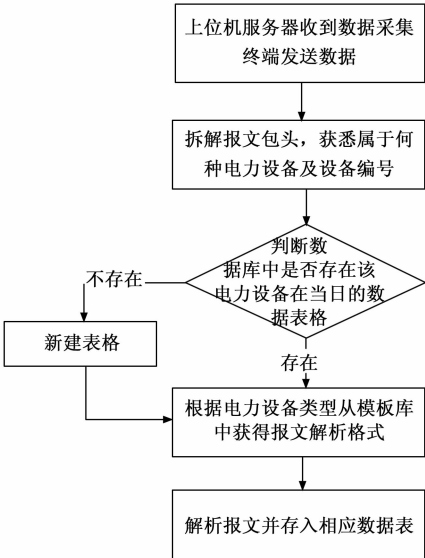 上位机服务器收到数据采集
终端发送数据
拆解报文包头，获悉属于何
种电力设备及设备编号
判断数
据库中是否存在该
电力设备在当日的数
据表格
不存在
新建表格
存在
根据电力设备类型从模板库
中获得报文解析格式
解析报文并存入相应数据表